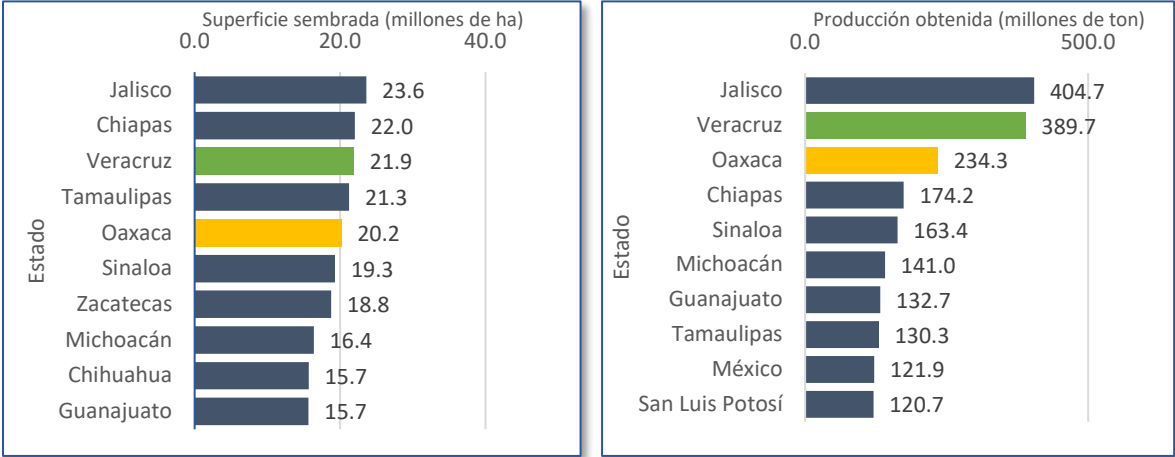 Superficie sembrada (millones de ha)
0.0 20.0 40.0
Estado
Jalisco 23.6
Chiapas 22.0
Veracruz 21.9
Tamaulipas 21.3
Oaxaca 20.2
Sinaloa 19.3
Zacatecas 18.8
Michoacán 16.4
Chihuahua 15.7
Guanajuato 15.7
Producción obtenida (millones de ton)
0.0 500.0
Estado
Jalisco 404.7
Veracruz 389.7
Oaxaca 234.3
Chiapas 174.2
Sinaloa 163.4
Michoacán 141.0
Guanajuato 132.7
Tamaulipas 130.3
México 121.9
San Luis Potosí 120.7